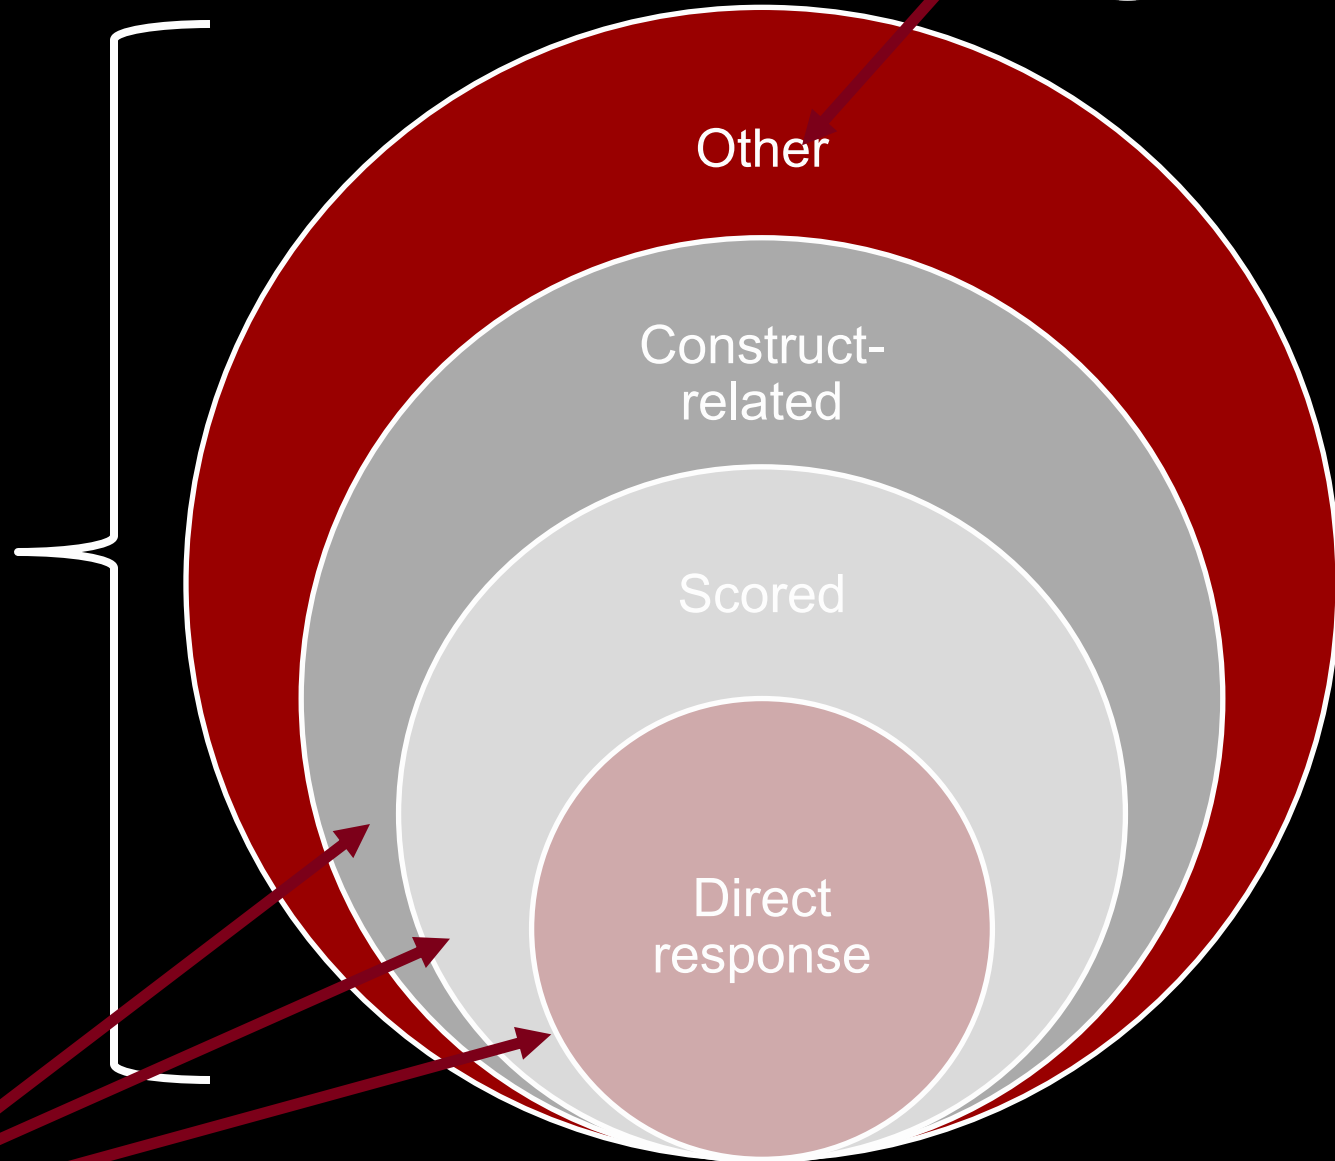 Other
Construct-
related
Scored
Direct
response